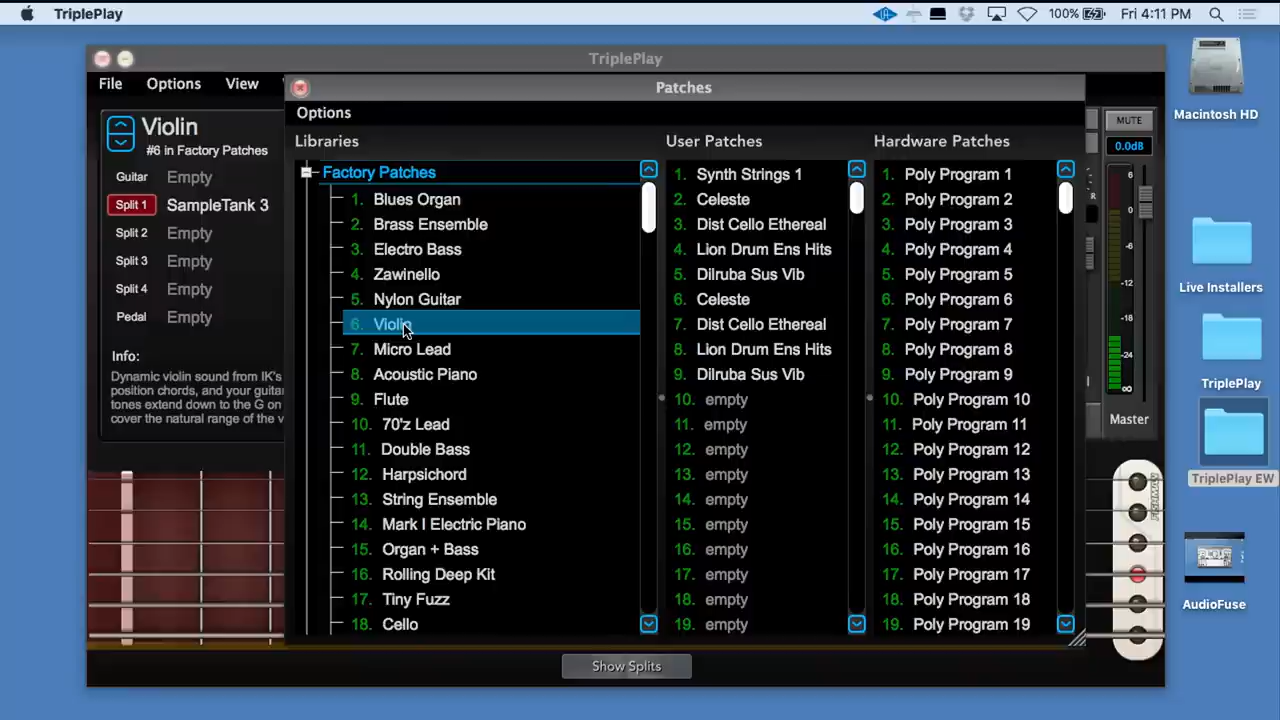 TriplePlay
100%
Fri 4:11 PM
TriplePlay
File
Options
View
Violin
#6 in Factory Patches
Guitar
Empty
Split 1
SampleTank 3
Split 2
Empty
Split 3
Empty
Split 4
Empty
Pedal
Empty
Info:
Dynamic violin sound from IK's
position chords, and your guita
tones extend down to the G on
cover the natural range of the v
Patches
Options
Libraries
Factory Patches
1. Blues Organ
2. Brass Ensemble
3. Electro Bass
4. Zawinello
5. Nylon Guitar
6. Violin
7. Micro Lead
8. Acoustic Piano
9. Flute
10. 70'z Lead
11. Double Bass
12. Harpsichord
13. String Ensemble
14. Mark I Electric Piano
15. Organ + Bass
16. Rolling Deep Kit
17. Tiny Fuzz
18. Cello
User Patches
1. Synth Strings 1
2. Celeste
3. Dist Cello Ethereal
4. Lion Drum Ens Hits
5. Dilruba Sus Vib
6. Celeste
7. Dist Cello Ethereal
8. Lion Drum Ens Hits
9. Dilruba Sus Vib
10. empty
11. empty
12. empty
13. empty
14. empty
15. empty
16. empty
17. empty
18. empty
19. empty
Hardware Patches
1. Poly Program 1
2. Poly Program 2
3. Poly Program 3
4. Poly Program 4
5. Poly Program 5
6. Poly Program 6
7. Poly Program 7
8. Poly Program 8
9. Poly Program 9
10. Poly Program 10
11. Poly Program 11
12. Poly Program 12
13. Poly Program 13
14. Poly Program 14
15. Poly Program 15
16. Poly Program 16
17. Poly Program 17
18. Poly Program 18
19. Poly Program 19
MUTE
0.0dB
6
0
-6
-12
-18
-24
∞
Master
FISHMAN
Show Splits
Macintosh HD
Live Installers
TriplePlay
TriplePlay EW
AudioFuse